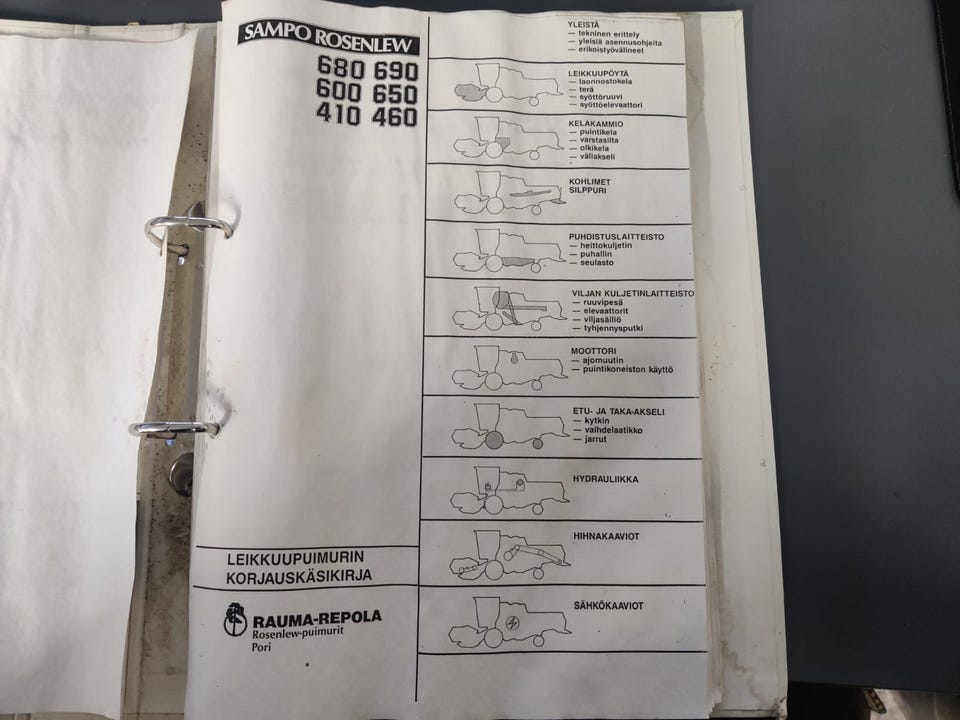 SAMPO ROSENLEW
680 690
600 650
410 460
LEIKKUUPUIMURIN
KORJAUSKÄSIKIRJA
RAUMA-REPOLA
Rosenlew-puimurit
Pori
YLEISTÄ
— tekninen erittely
— yleisiä asennusohjeita
— erikoistyövälineet
LEIKKUUPÖYTÄ
— laonnostokela
— terä
— syöttöruuvi
— syöttöelevaattori
KELAKAMMIO
— puintikela
— varstasilta
— olkikela
— väliakseli
KOHLIMET
SILPPURI
PUHDISTUSLAITTEISTO
— heittokuljetin
— puhallin
— seulasto
VILJAN KULJETINLAITTEISTO
— ruuvipesä
— elevaattorit
— viljasäiliö
— tyhjennysputki
MOOTTORI
— ajomuutin
— puintikoneiston käyttö
ETU- JA TAKA-AKSELI
— kytkin
— vaihdelaatikko
— jarrut
HYDRAULIIKKA
HIHNAKAAVIOT
SÄHKÖKAAVIOT